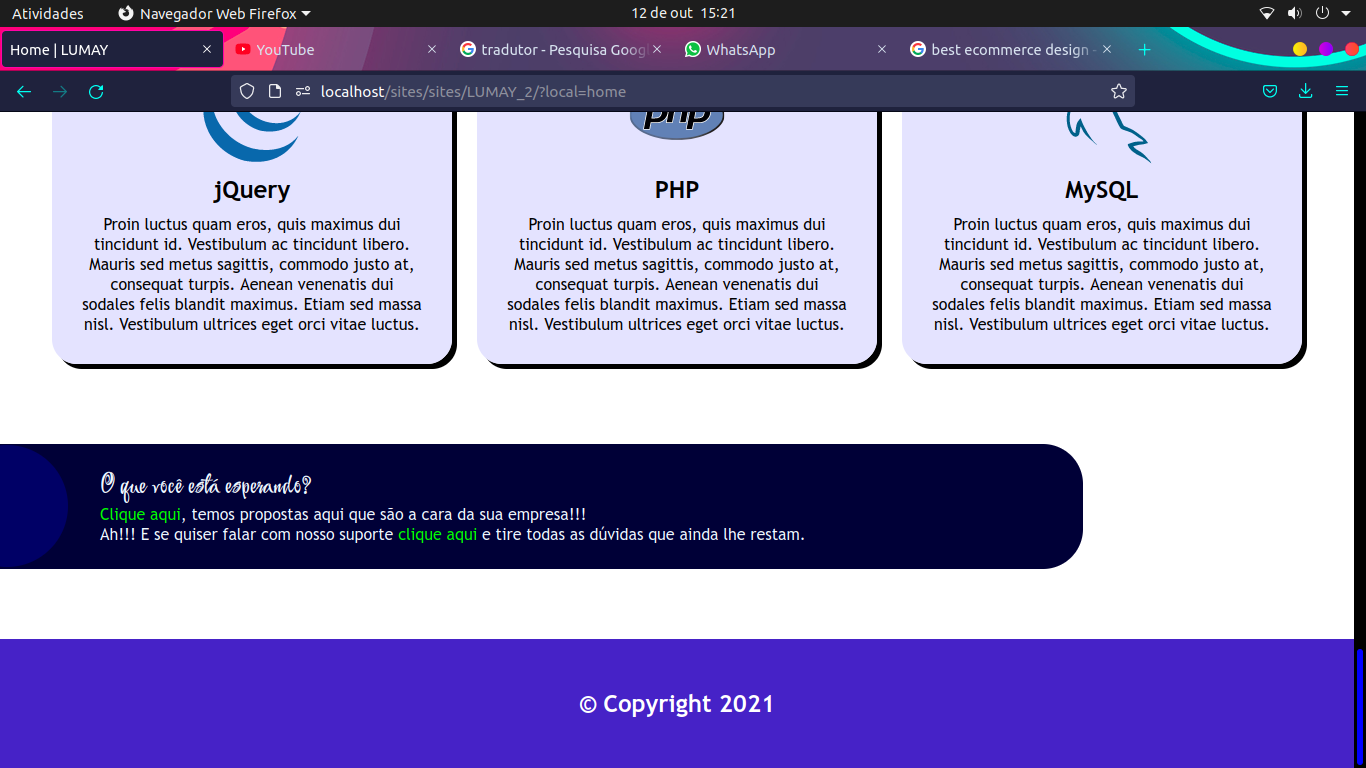 Atividades
Navegador Web Firefox
12 de out 15:21
Home | LUMAY
YouTube
tradutor - Pesquisa Goog
WhatsApp
best ecommerce design -
localhost/sites/sites/LUMAY_2/?local=home
php
jQuery
Proin luctus quam eros, quis maximus dui
tincidunt id. Vestibulum ac tincidunt libero.
Mauris sed metus sagittis, commodo justo at,
consequat turpis. Aenean venenatis dui
sodales felis blandit maximus. Etiam sed massa
nisl. Vestibulum ultrices eget orci vitae luctus.
PHP
Proin luctus quam eros, quis maximus dui
tincidunt id. Vestibulum ac tincidunt libero.
Mauris sed metus sagittis, commodo justo at,
consequat turpis. Aenean venenatis dui
sodales felis blandit maximus. Etiam sed massa
nisl. Vestibulum ultrices eget orci vitae luctus.
MySQL
Proin luctus quam eros, quis maximus dui
tincidunt id. Vestibulum ac tincidunt libero.
Mauris sed metus sagittis, commodo justo at,
consequat turpis. Aenean venenatis dui
sodales felis blandit maximus. Etiam sed massa
nisl. Vestibulum ultrices eget orci vitae luctus.
O que você está esperando?
Clique aqui, temos propostas aqui que são a cara da sua empresa!!!
Ah!!! E se quiser falar com nosso suporte clique aqui e tire todas as dúvidas que ainda lhe restam.
© Copyright 2021